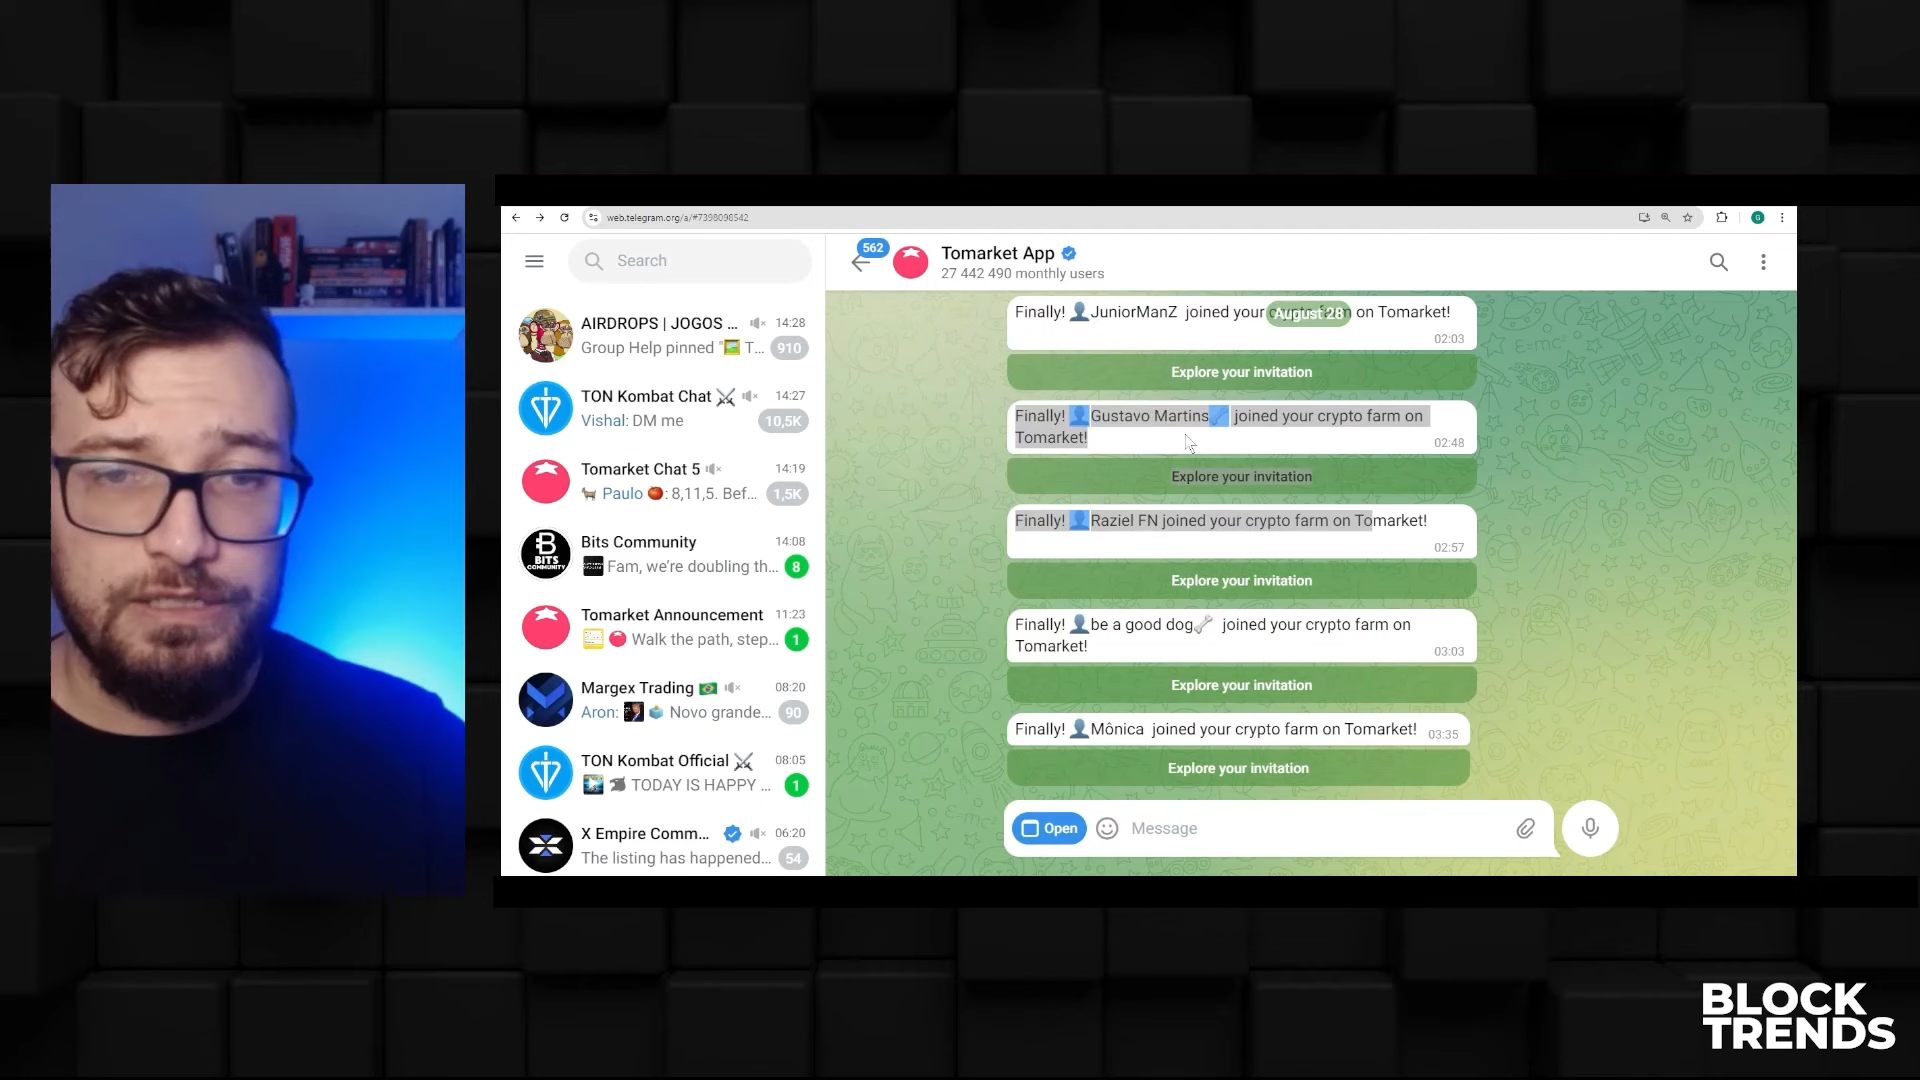 web.telegram.org/a/#7398098542
Search
AIRDROPS | JOGOS ... 14:28
Group Help pinned "🖼 T... 910
TON Kombat Chat ⚔ 14:27
Vishal: DM me 10,5K
Tomarket Chat 5 14:19
🐕 Paulo 🍅: 8,11,5. Bef... 1,5K
BITS
COMMUNITY
Bits Community 14:08
Fam, we're doubling th... 8
Tomarket Announcement 11:23
🍅 Walk the path, step... 1
Margex Trading 🇧🇷 08:20
Aron: 🗳 Novo grande... 90
TON Kombat Official ⚔ 08:05
TODAY IS HAPPY ... 1
X Empire Comm... 06:20
The listing has happened... 54
562
Tomarket App
27 442 490 monthly users
August 28
Finally! 👤JuniorManZ joined your crypto farm on Tomarket!
02:03
Explore your invitation
Finally! 👤Gustavo Martins🦴 joined your crypto farm on
Tomarket!
02:48
Explore your invitation
Finally! 👤Raziel FN joined your crypto farm on Tomarket!
02:57
Explore your invitation
Finally! 👤be a good dog🦴 joined your crypto farm on
Tomarket!
03:03
Explore your invitation
Finally! 👤Mônica joined your crypto farm on Tomarket! 03:35
Explore your invitation
Open
Message
BLOCK
TRENDS